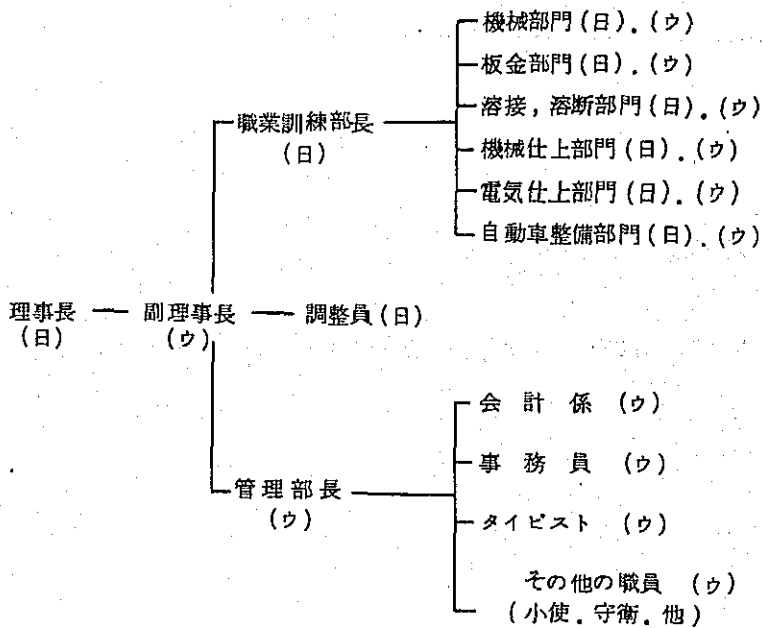 機械部門(日).(ウ)
板金部門(日).(ウ)
溶接,溶断部門(日).(ウ)
職業訓練部長
(日)
機械仕上部門(日).(ウ)
電気仕上部門(日).(ウ)
自動車整備部門(日).(ウ)
理事長
(日)
副理事長
(ウ)
調整員(日)
会計係 (ウ)
事務員 (ウ)
管理部長
(ウ)
タイピスト (ウ)
その他の職員 (ウ)
(小使.守衛.他)